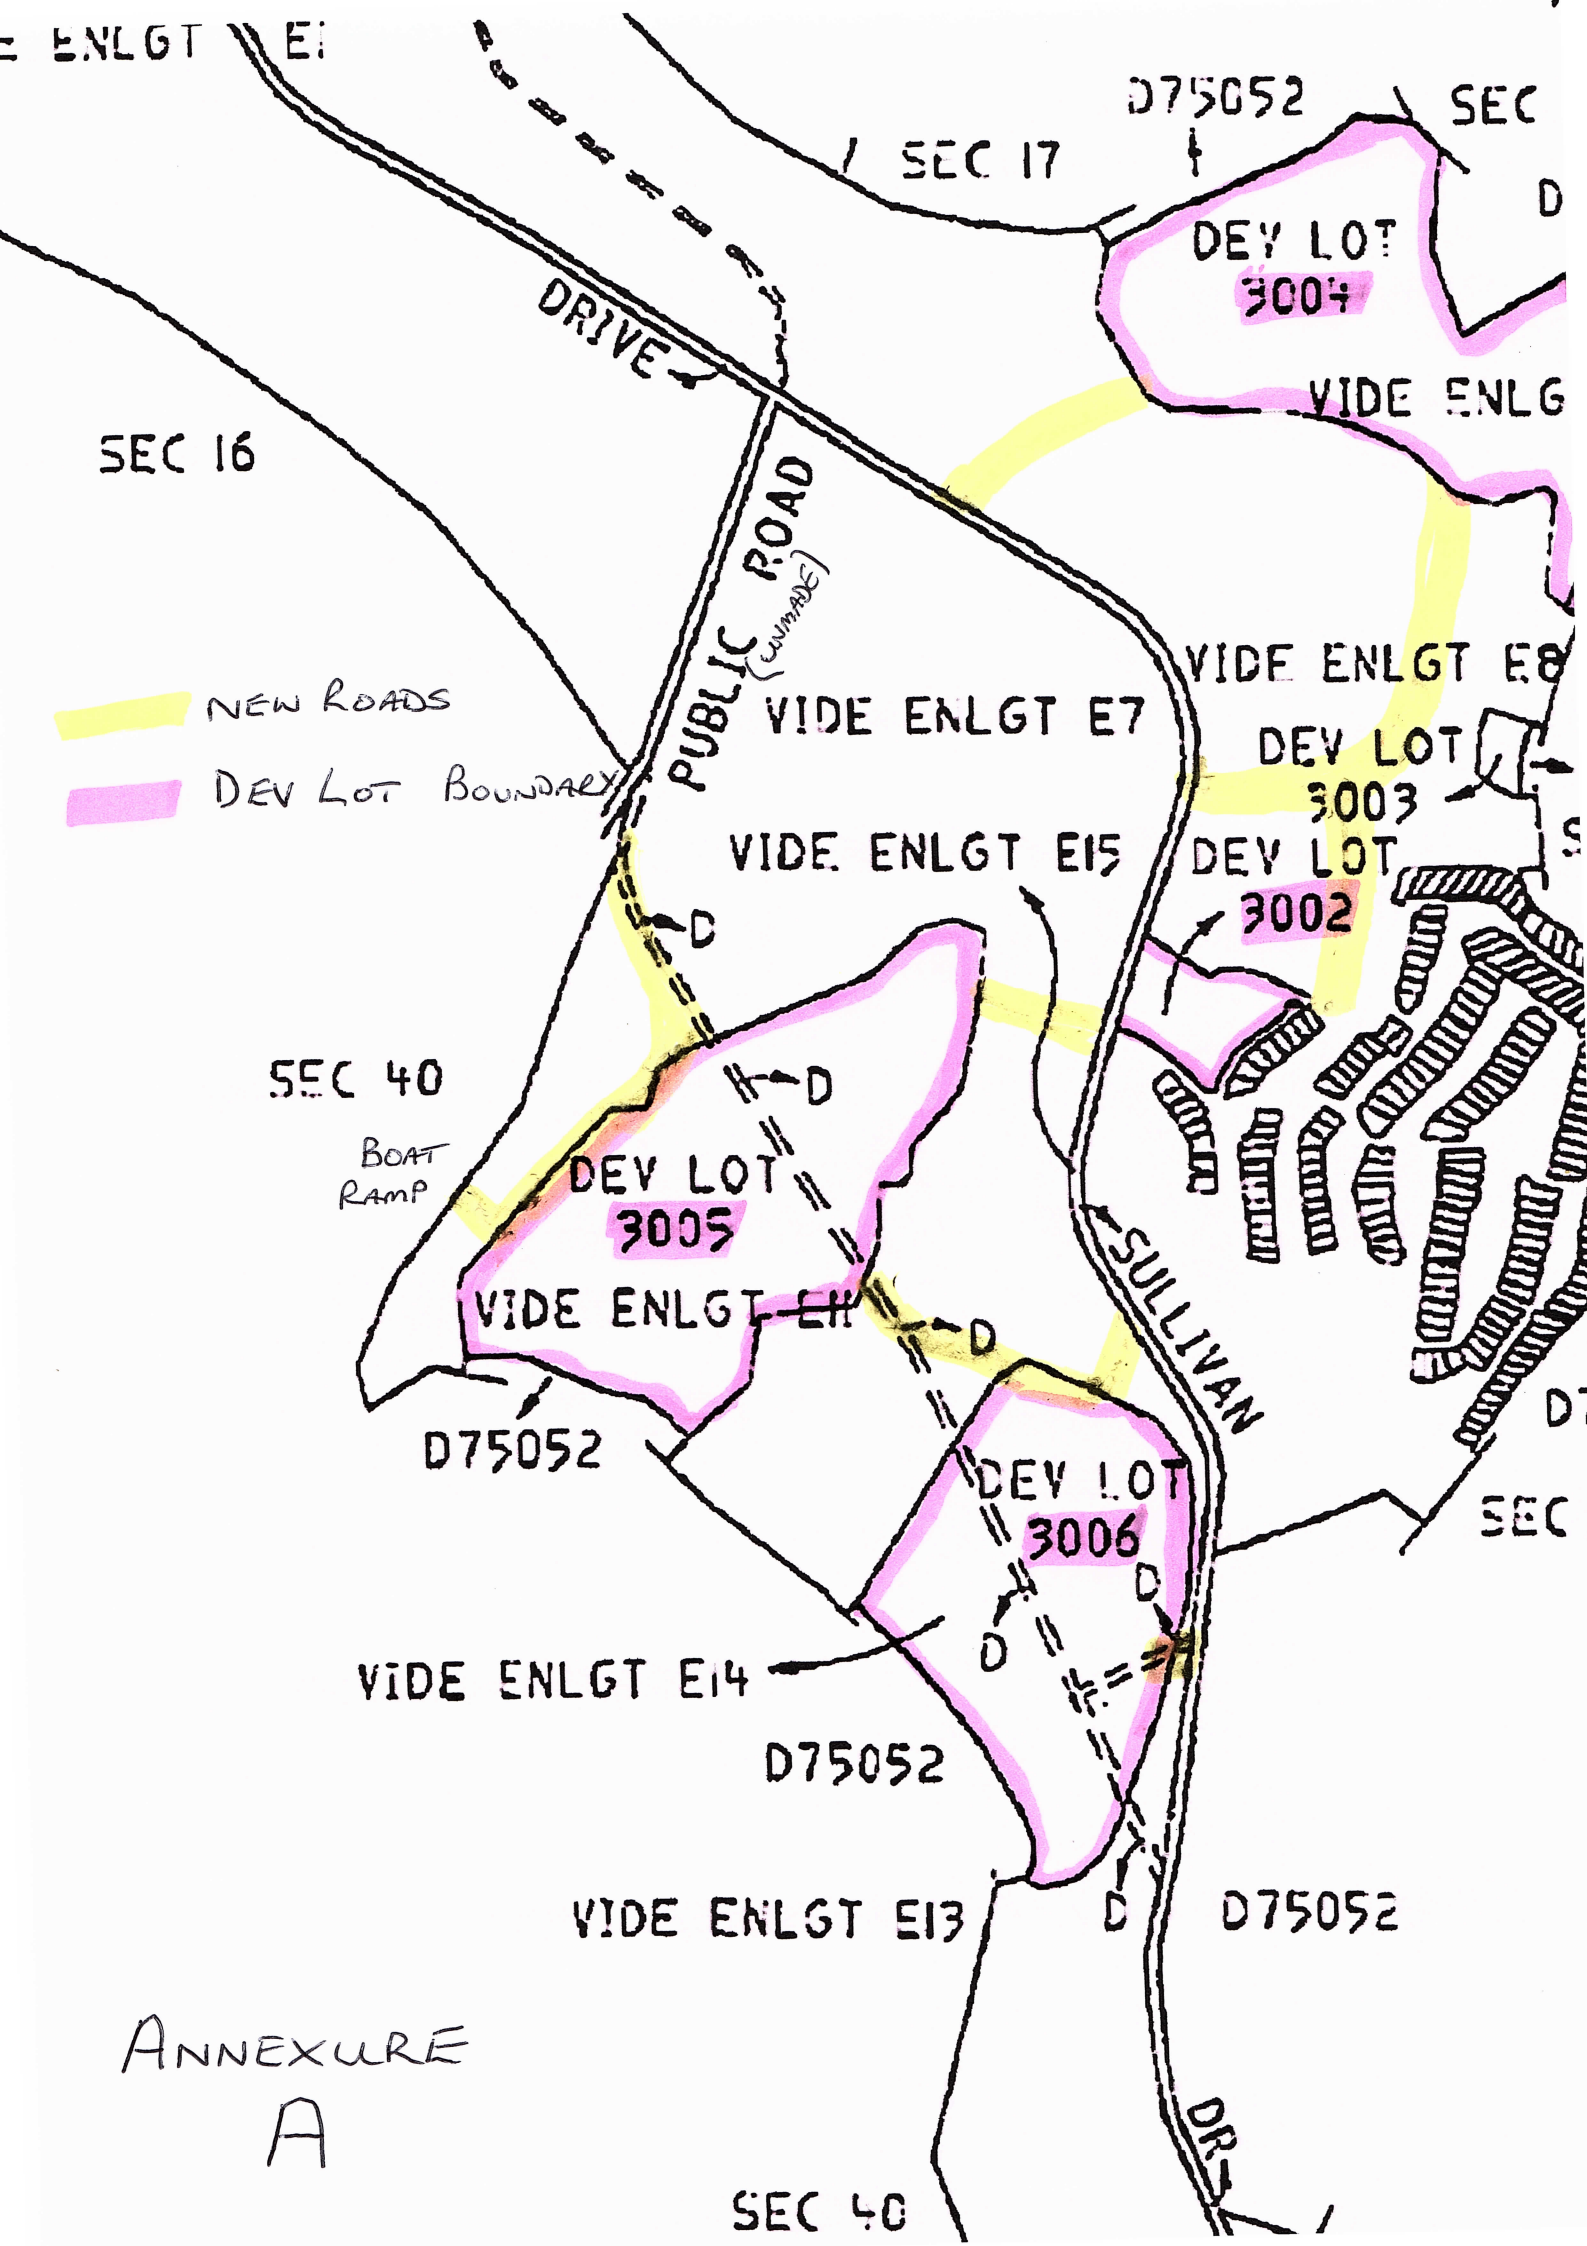 ENLGT E1
D75052
SEC
SEC 17
D
DEV LOT
3004
DRIVE
VIDE ENLG
SEC 16
PUBLIC ROAD
(UNMADE)
VIDE ENLGT E8
NEW ROADS
VIDE ENLGT E7
DEV LOT
3003
DEV LOT BOUNDARY
VIDE ENLGT E15
DEV LOT
3002
D
SEC 40
D
BOAT
RAMP
DEV LOT
3005
VIDE ENLGT E11
D
SULLIVAN
D75052
DEV LOT
3006
SEC
D
D
VIDE ENLGT E14
D75052
VIDE ENLGT E13
D
D75052
ANNEXURE
A
DR
SEC 40